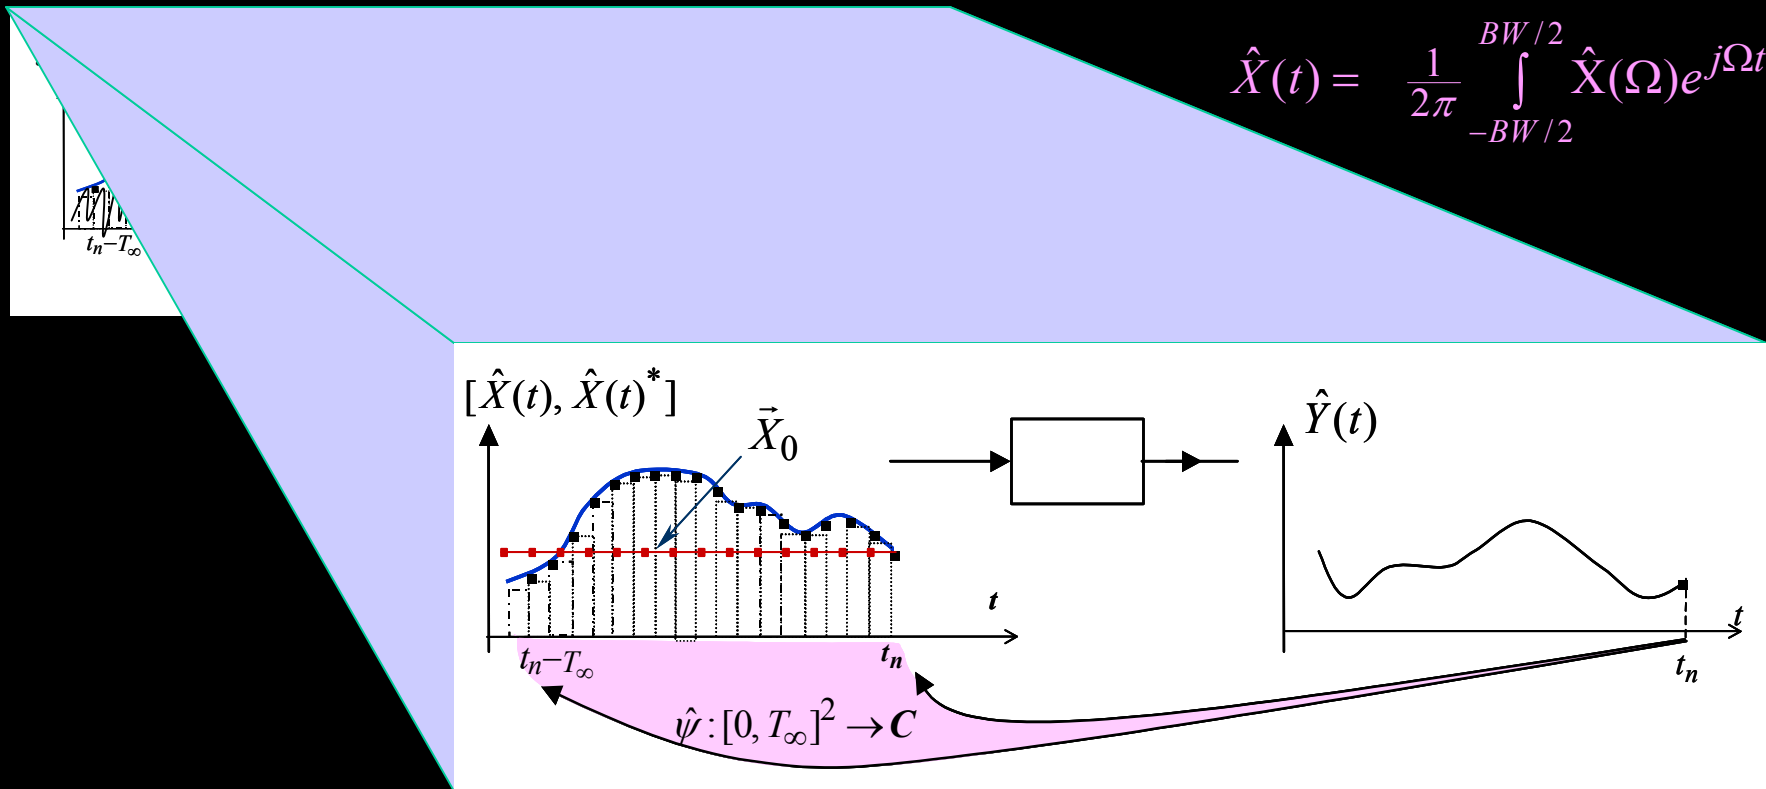 X̂(t) = 1/2π ∫_{-BW/2}^{BW/2} X̂(Ω)e^{jΩt}
t_n−T_∞
[X̂(t), X̂(t)^*]
X⃗_0
Ŷ(t)
t
t
t_n−T_∞
t_n
t_n
ψ̂:[0,T_∞]^2→C